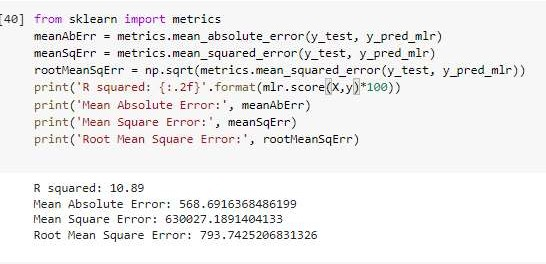 [40] from sklearn import metrics
meanAbErr = metrics.mean_absolute_error(y_test, y_pred_mlr)
meanSqErr = metrics.mean_squared_error(y_test, y_pred_mlr)
rootMeanSqErr = np.sqrt(metrics.mean_squared_error(y_test, y_pred_mlr))
print('R squared: {:.2f}'.format(mlr.score(X,y)*100))
print('Mean Absolute Error:', meanAbErr)
print('Mean Square Error:', meanSqErr)
print('Root Mean Square Error:', rootMeanSqErr)
R squared: 10.89
Mean Absolute Error: 568.6916368486199
Mean Square Error: 630027.1891404133
Root Mean Square Error: 793.7425206831326